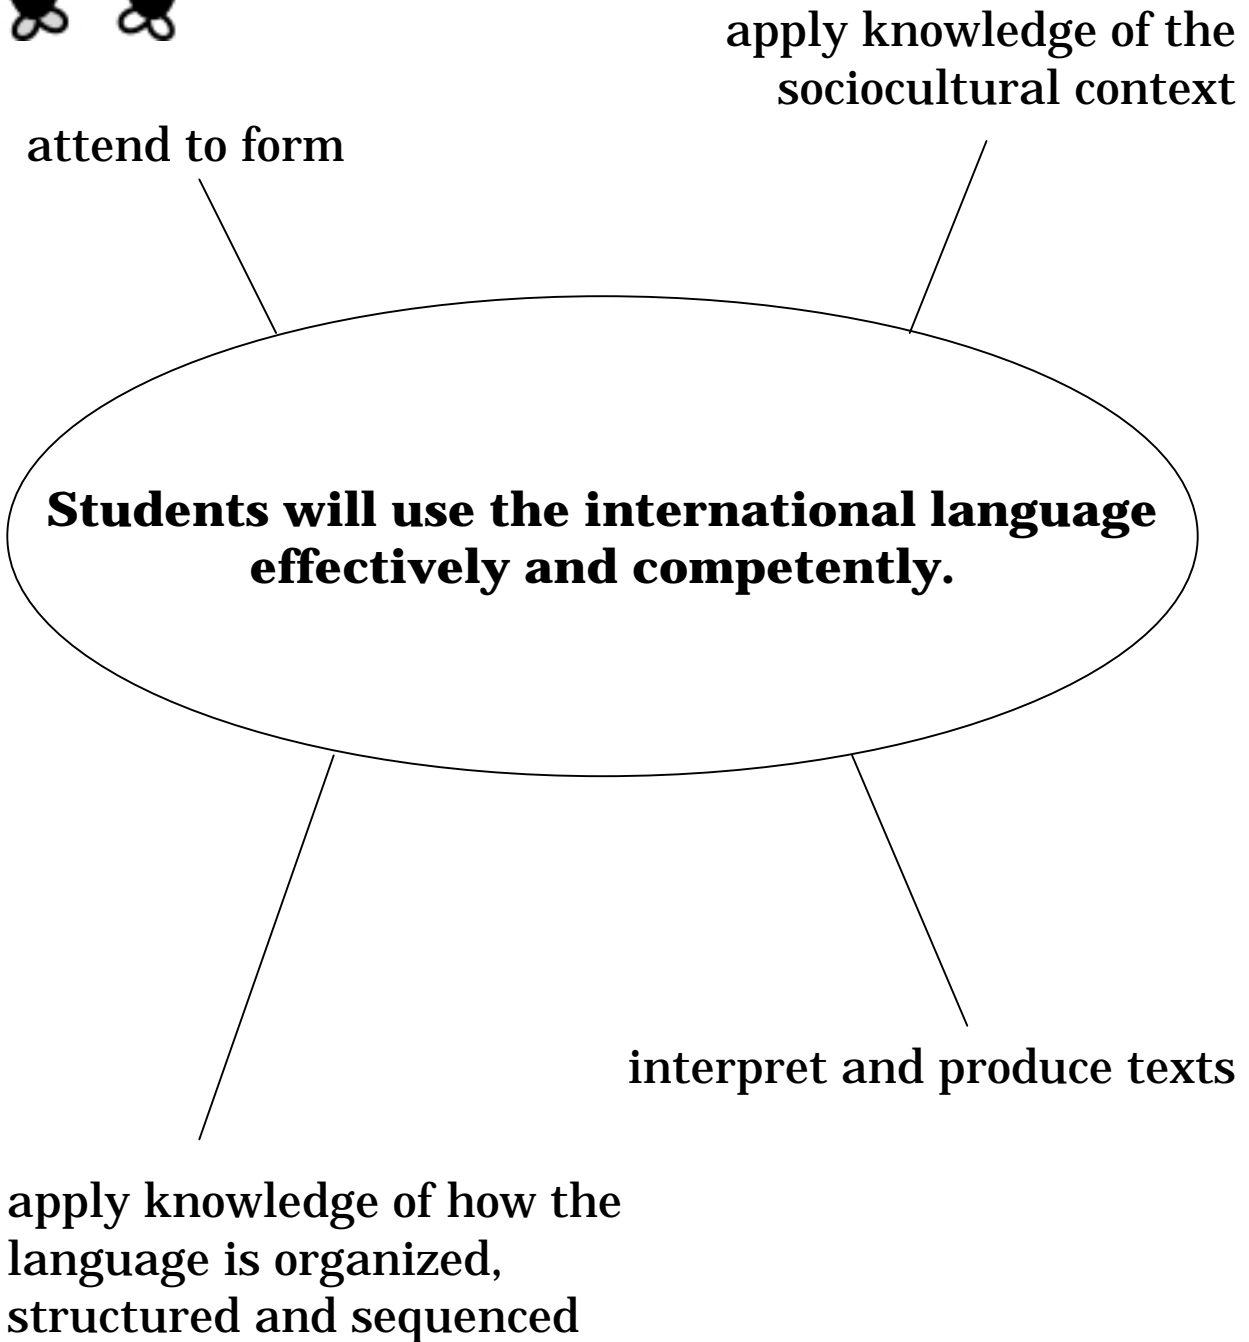 apply knowledge of the
sociocultural context
attend to form
Students will use the international language
effectively and competently.
interpret and produce texts
apply knowledge of how the
language is organized,
structured and sequenced